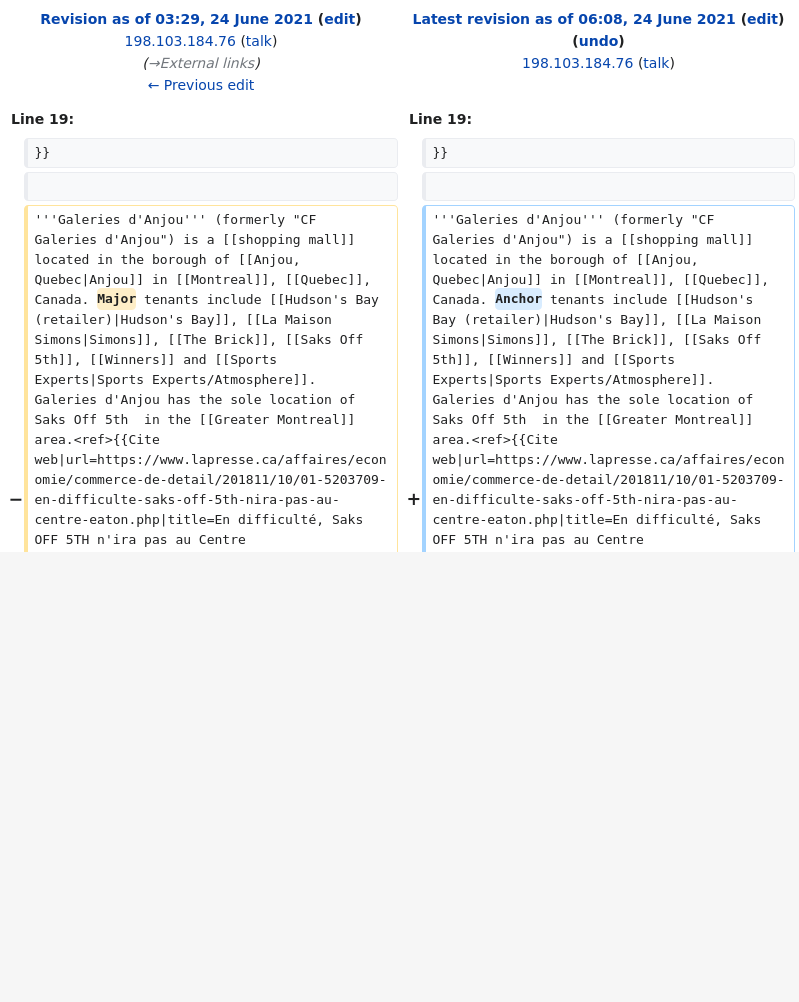 Revision as of 03:29, 24 June 2021 (edit)
198.103.184.76 (talk)
(→External links)
← Previous edit
Latest revision as of 06:08, 24 June 2021 (edit)
(undo)
198.103.184.76 (talk)
Line 19:
Line 19:
}}
}}
−
'''Galeries d'Anjou''' (formerly "CF
Galeries d'Anjou") is a [[shopping mall]]
located in the borough of [[Anjou,
Quebec|Anjou]] in [[Montreal]], [[Quebec]],
Canada. Major tenants include [[Hudson's Bay
(retailer)|Hudson's Bay]], [[La Maison
Simons|Simons]], [[The Brick]], [[Saks Off
5th]], [[Winners]] and [[Sports
Experts|Sports Experts/Atmosphere]].
Galeries d'Anjou has the sole location of
Saks Off 5th  in the [[Greater Montreal]]
area.<ref>{{Cite
web|url=https://www.lapresse.ca/affaires/econ
omie/commerce-de-detail/201811/10/01-5203709-
en-difficulte-saks-off-5th-nira-pas-au-
centre-eaton.php|title=En difficulté, Saks
OFF 5TH n'ira pas au Centre
+
'''Galeries d'Anjou''' (formerly "CF
Galeries d'Anjou") is a [[shopping mall]]
located in the borough of [[Anjou,
Quebec|Anjou]] in [[Montreal]], [[Quebec]],
Canada. Anchor tenants include [[Hudson's
Bay (retailer)|Hudson's Bay]], [[La Maison
Simons|Simons]], [[The Brick]], [[Saks Off
5th]], [[Winners]] and [[Sports
Experts|Sports Experts/Atmosphere]].
Galeries d'Anjou has the sole location of
Saks Off 5th  in the [[Greater Montreal]]
area.<ref>{{Cite
web|url=https://www.lapresse.ca/affaires/econ
omie/commerce-de-detail/201811/10/01-5203709-
en-difficulte-saks-off-5th-nira-pas-au-
centre-eaton.php|title=En difficulté, Saks
OFF 5TH n'ira pas au Centre